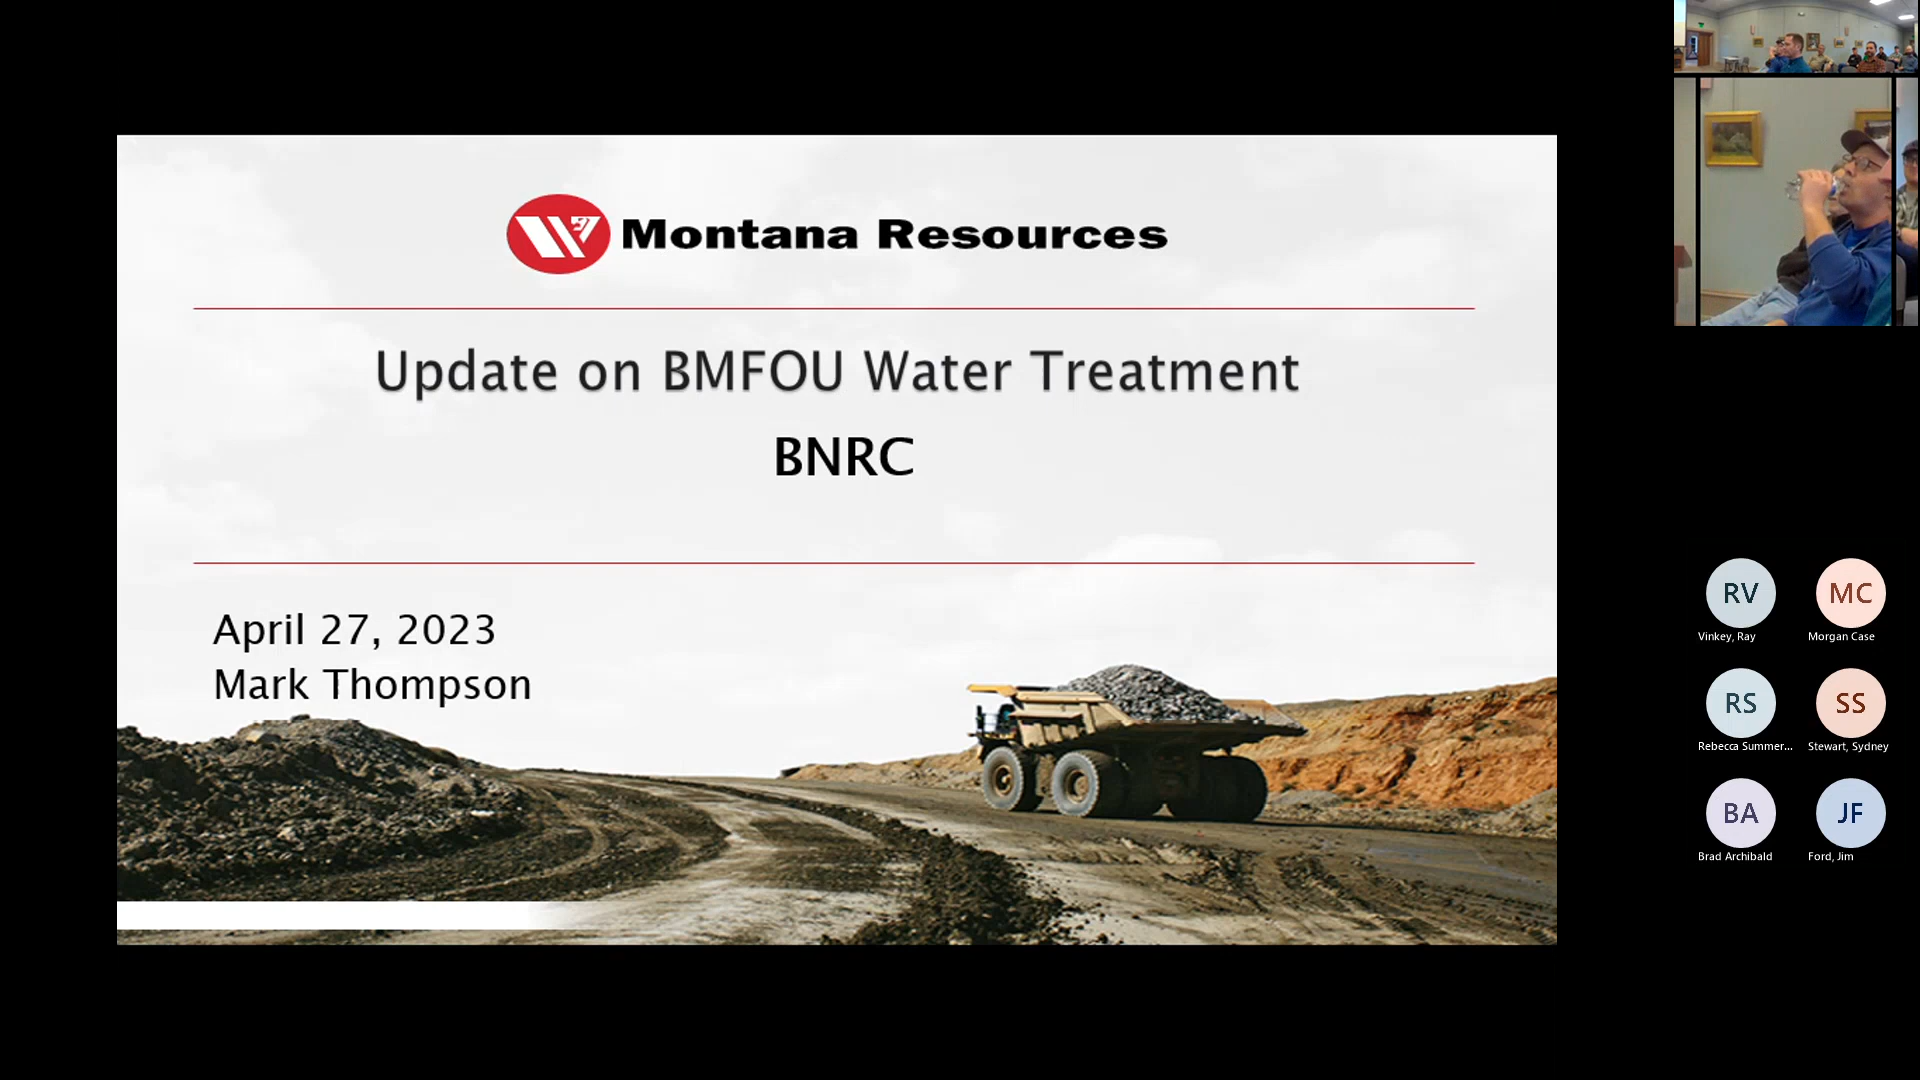 Montana Resources
Update on BMFOU Water Treatment
BNRC
April 27, 2023
Mark Thompson
RV
Vinkey, Ray
MC
Morgan Case
RS
Rebecca Summer...
SS
Stewart, Sydney
BA
Brad Archibald
JF
Ford, Jim